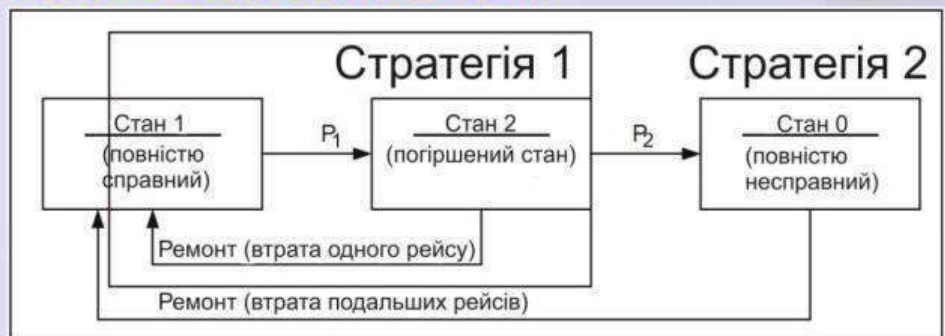 Стратегія 1
Стратегія 2
Стан 1
(повністю
справний)
P1
Стан 2
(погіршений стан)
P2
Стан 0
(повністю
несправний)
Ремонт (втрата одного рейсу)
Ремонт (втрата подальших рейсів)